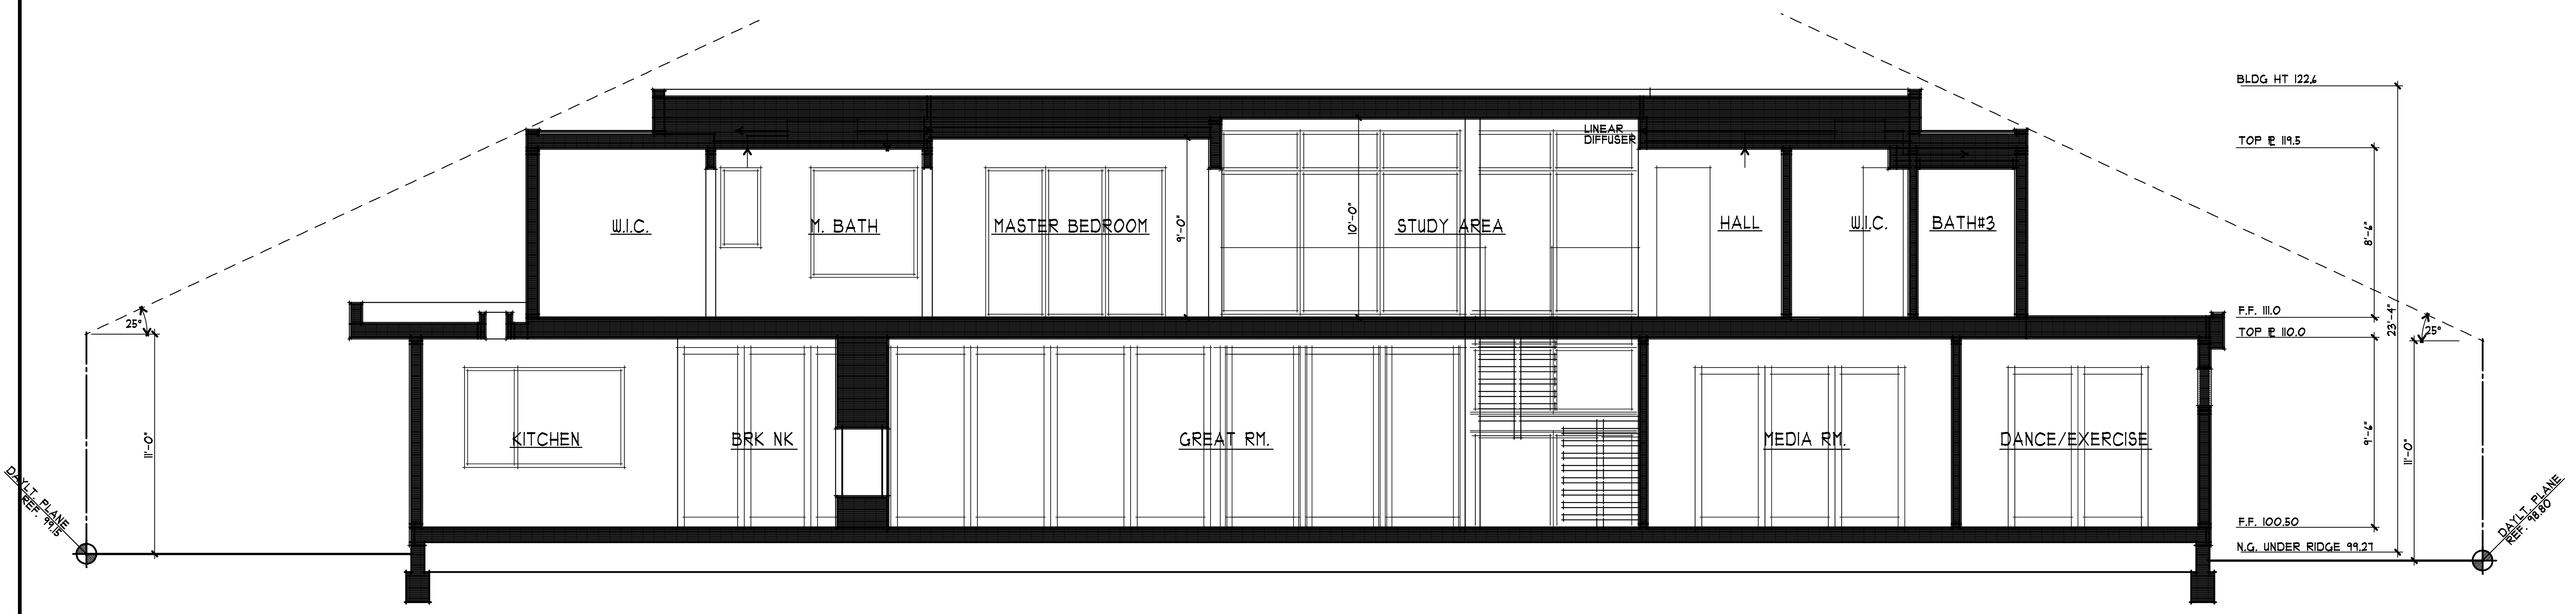 BLDG HT 122.6
LINEAR
DIFFUSER
TOP ⅊ 119.5
W.I.C.
M. BATH
MASTER BEDROOM
9'-0"
10'-0"
STUDY AREA
HALL
W.I.C.
BATH#3
8'-6"
F.F. 111.0
23'-4"
25°
25°
TOP ⅊ 110.0
11'-0"
KITCHEN
BRK NK
GREAT RM.
MEDIA RM.
DANCE/EXERCISE
9'-6"
11'-0"
DAYLT. PLANE
REF. 99.15
F.F. 100.50
N.G. UNDER RIDGE 99.27
DAYLT. PLANE
REF. 98.80